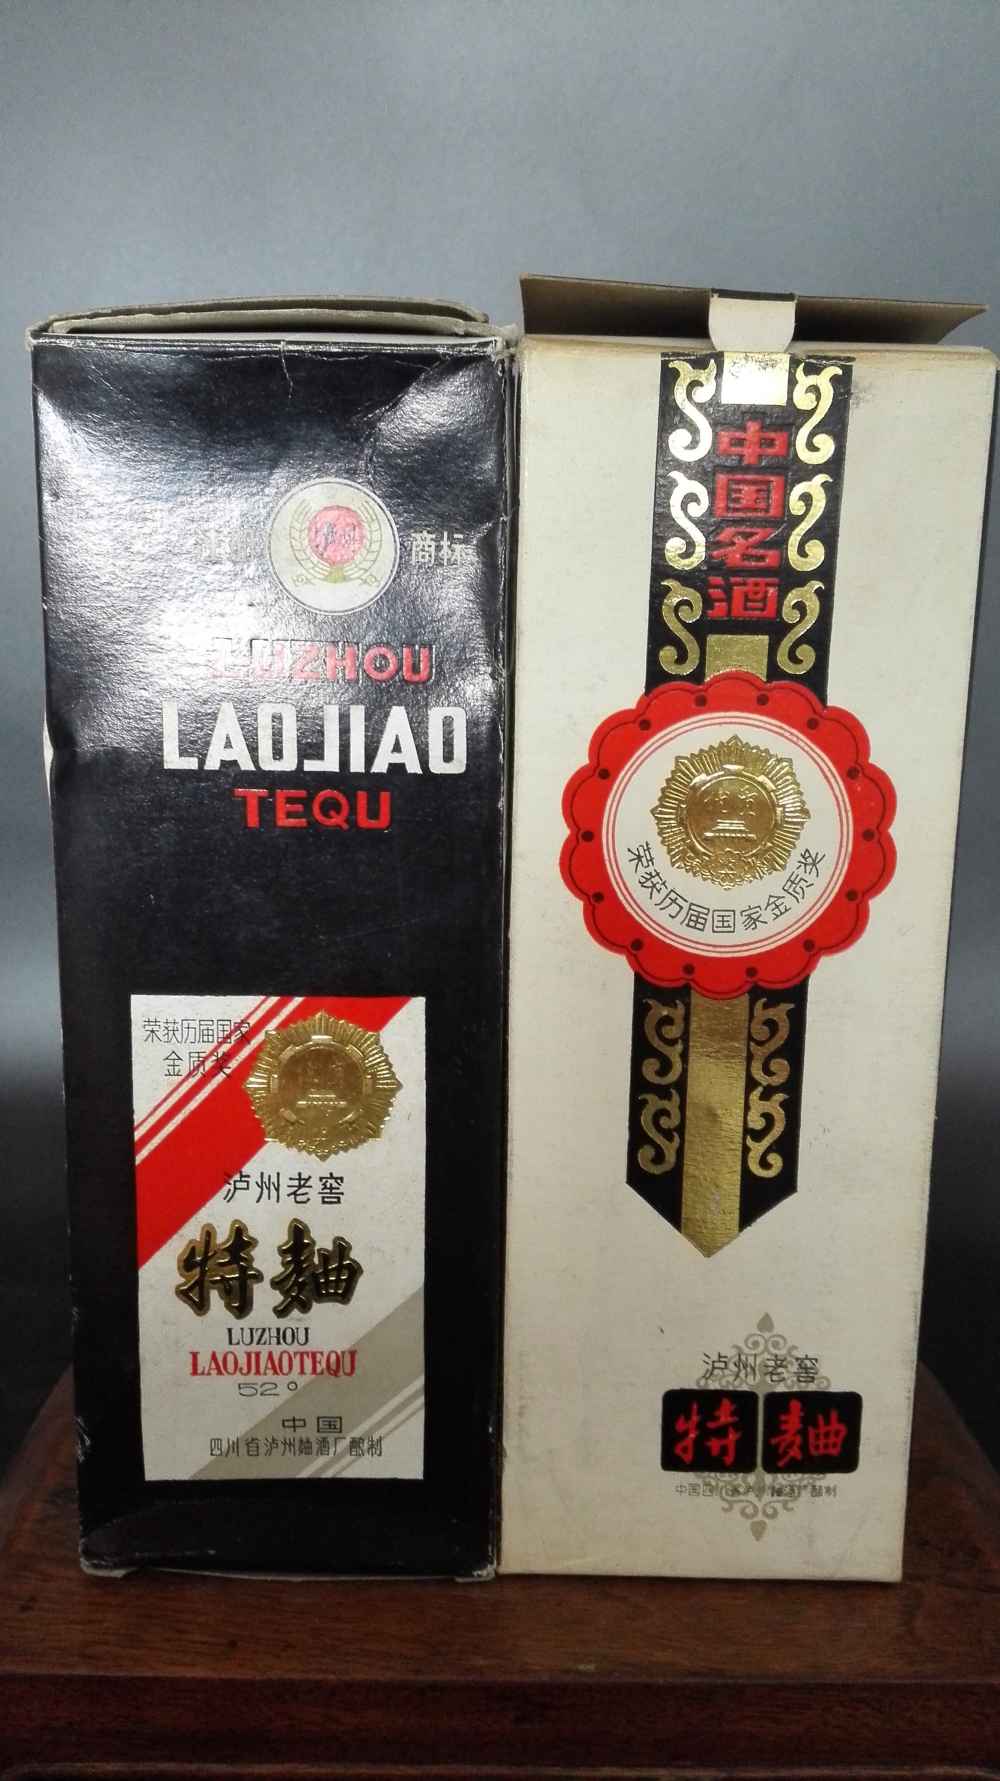 商标
LUZHOU
LAOJIAO
TEQU
荣获历届国家
金质奖
泸州老窖
特麯
LUZHOU
LAOJIAOTEQU
52°
中国
四川省泸州麯酒厂酿制
中国名酒
荣获历届国家金质奖
泸州老窖
特麯